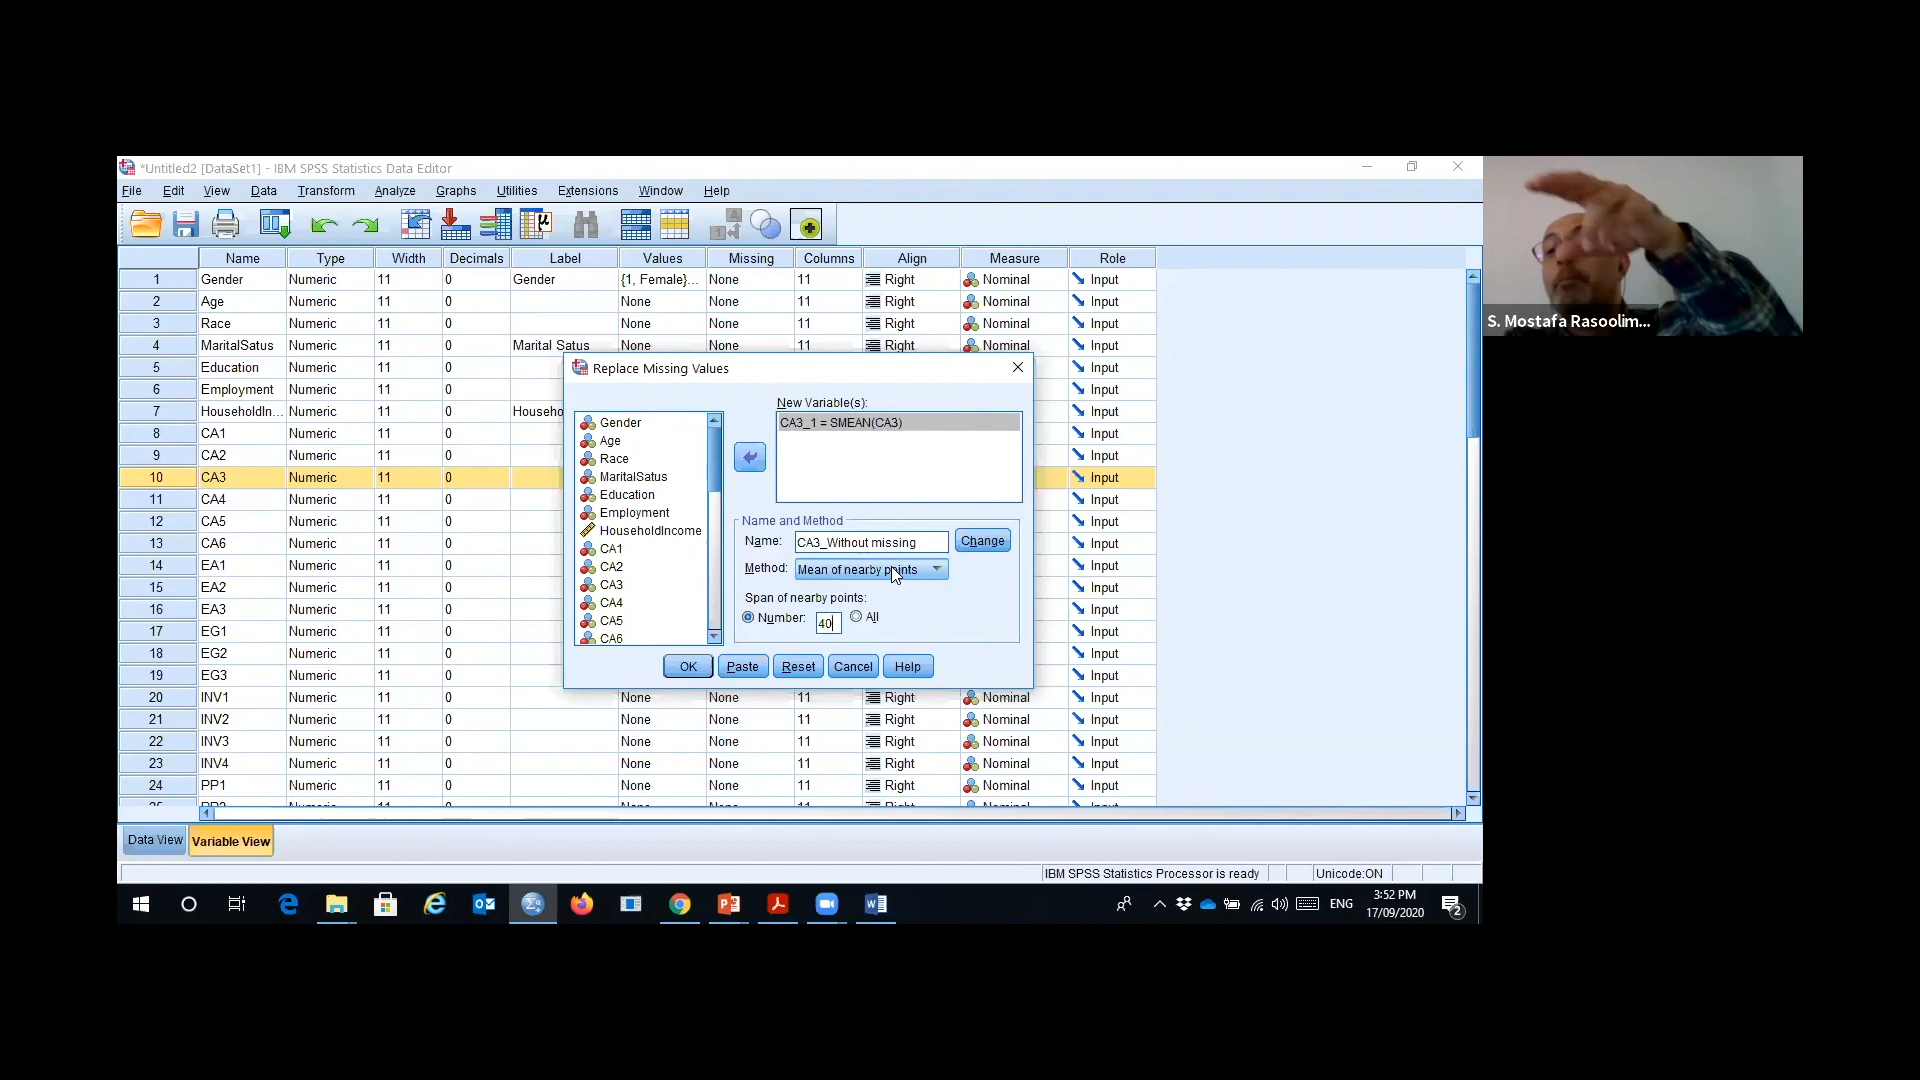 *Untitled2 [DataSet1] - IBM SPSS Statistics Data Editor
File Edit View Data Transform Analyze Graphs Utilities Extensions Window Help
Name Type Width Decimals Label Values Missing Columns Align Measure Role
1 Gender Numeric 11 0 Gender {1, Female}... None 11 Right Nominal Input
2 Age Numeric 11 0 None None 11 Right Nominal Input
3 Race Numeric 11 0 None None 11 Right Nominal Input
4 MaritalSatus Numeric 11 0 Marital Satus None None 11 Right Nominal Input
5 Education Numeric 11 0 Input
6 Employment Numeric 11 0 Input
7 HouseholdIn... Numeric 11 0 Househo Input
8 CA1 Numeric 11 0 Input
9 CA2 Numeric 11 0 Input
10 CA3 Numeric 11 0 Input
11 CA4 Numeric 11 0 Input
12 CA5 Numeric 11 0 Input
13 CA6 Numeric 11 0 Input
14 EA1 Numeric 11 0 Input
15 EA2 Numeric 11 0 Input
16 EA3 Numeric 11 0 Input
17 EG1 Numeric 11 0 Input
18 EG2 Numeric 11 0 Input
19 EG3 Numeric 11 0 Input
20 INV1 Numeric 11 0 None None 11 Right Nominal Input
21 INV2 Numeric 11 0 None None 11 Right Nominal Input
22 INV3 Numeric 11 0 None None 11 Right Nominal Input
23 INV4 Numeric 11 0 None None 11 Right Nominal Input
24 PP1 Numeric 11 0 None None 11 Right Nominal Input
Replace Missing Values
Gender
Age
Race
MaritalSatus
Education
Employment
HouseholdIncome
CA1
CA2
CA3
CA4
CA5
CA6
New Variable(s):
CA3_1 = SMEAN(CA3)
Name and Method
Name: CA3_Without missing Change
Method: Mean of nearby points
Span of nearby points:
Number: 40 All
OK Paste Reset Cancel Help
Data View Variable View
IBM SPSS Statistics Processor is ready Unicode:ON
ENG
3:52 PM
17/09/2020
2
S. Mostafa Rasoolim...